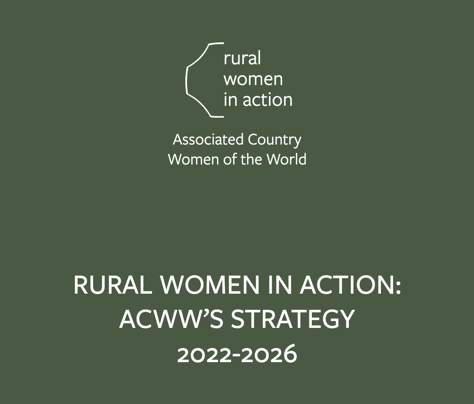 rural
women
in action
Associated Country
Women of the World
RURAL WOMEN IN ACTION:
ACWW’S STRATEGY
2022-2026